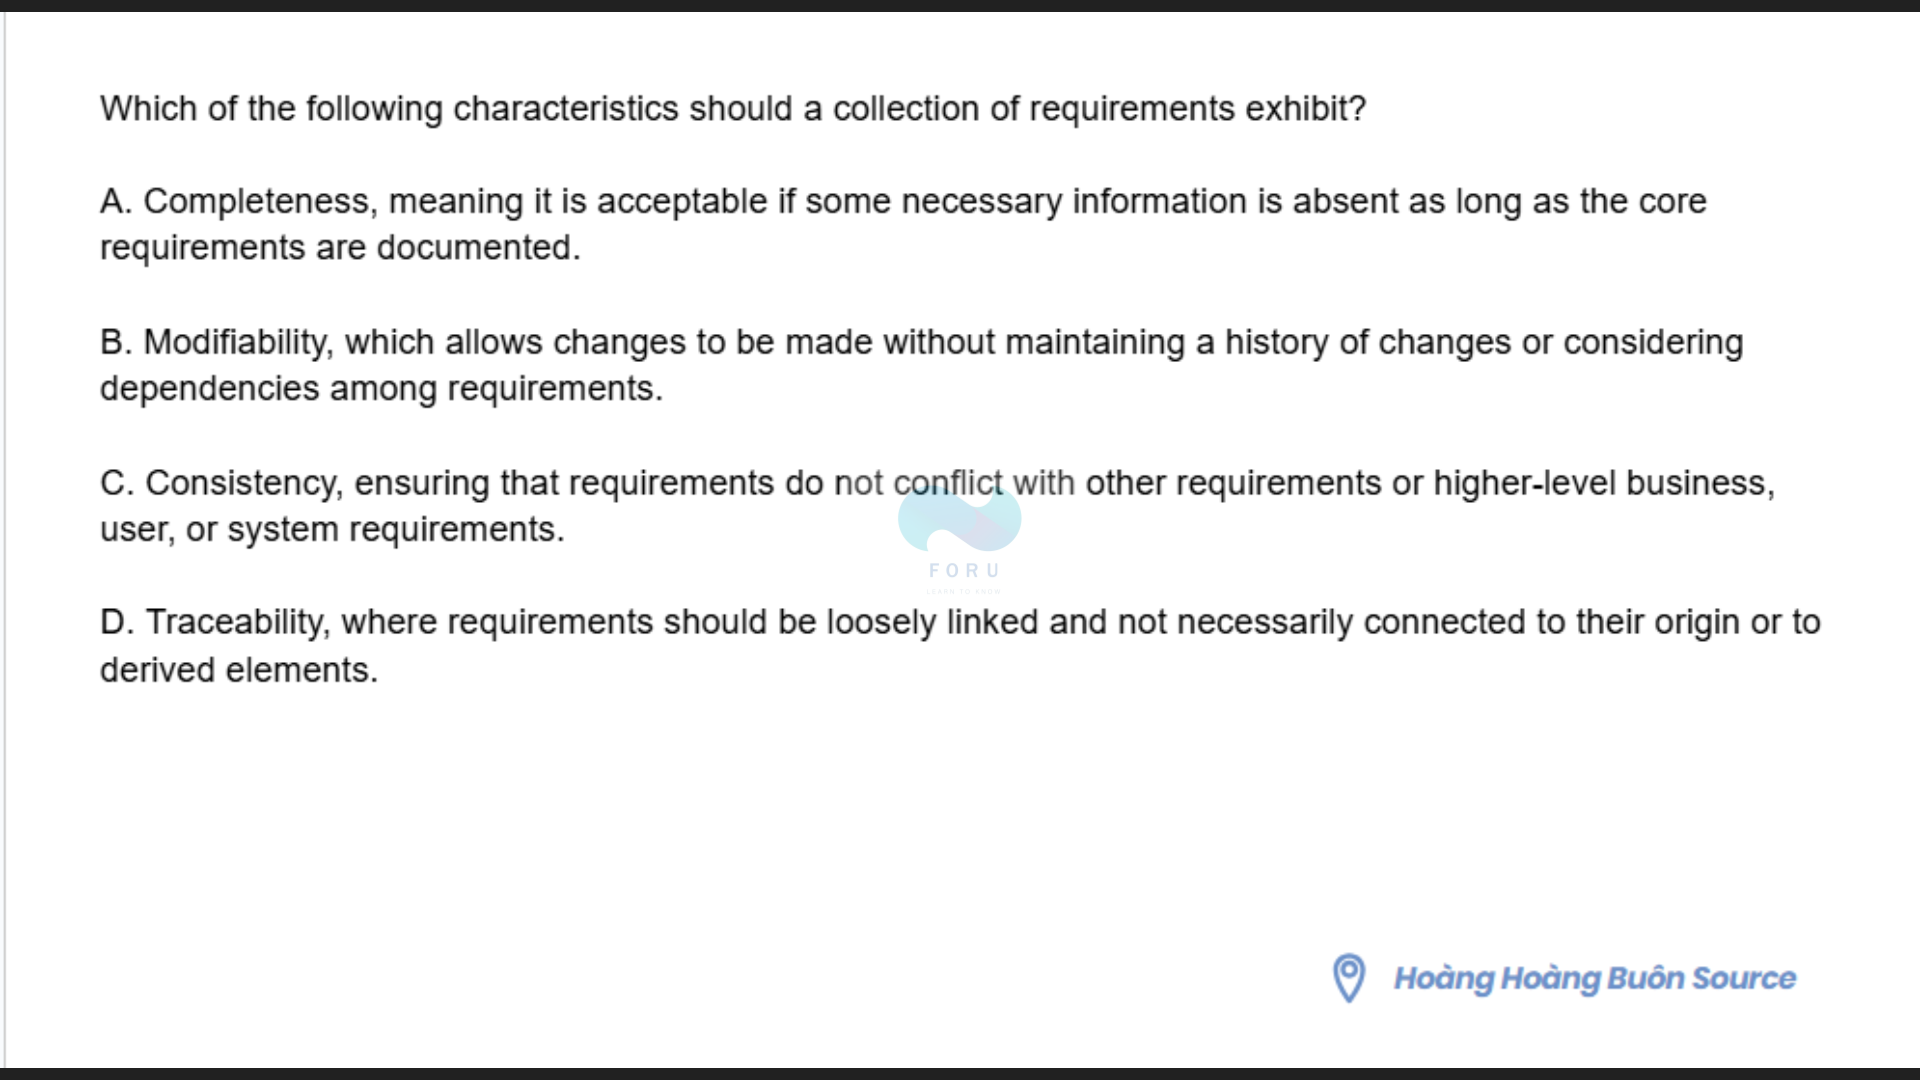 Which of the following characteristics should a collection of requirements exhibit?
A. Completeness, meaning it is acceptable if some necessary information is absent as long as the core
requirements are documented.
B. Modifiability, which allows changes to be made without maintaining a history of changes or considering
dependencies among requirements.
C. Consistency, ensuring that requirements do not conflict with other requirements or higher-level business,
user, or system requirements.
FORU
LEARN TO KNOW
D. Traceability, where requirements should be loosely linked and not necessarily connected to their origin or to
derived elements.
Hoàng Hoàng Buôn Source